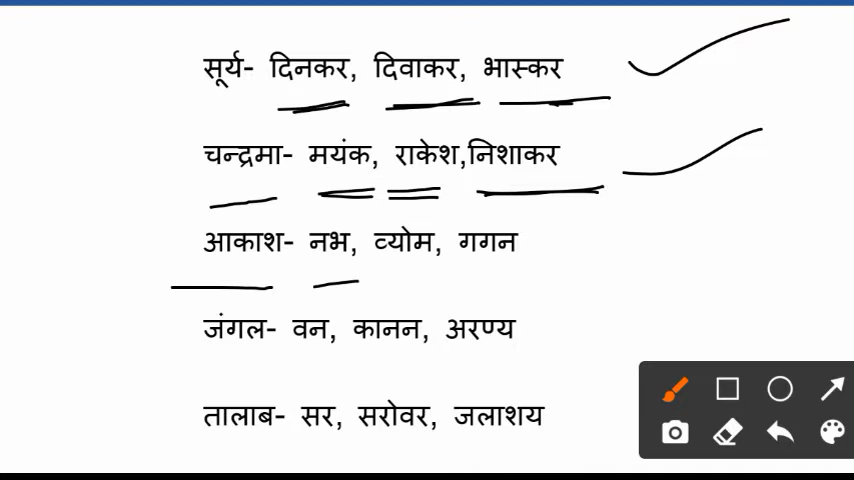 सूर्य- दिनकर, दिवाकर, भास्कर
चन्द्रमा- मयंक, राकेश,निशाकर
आकाश- नभ, व्योम, गगन
जंगल- वन, कानन, अरण्य
तालाब- सर, सरोवर, जलाशय